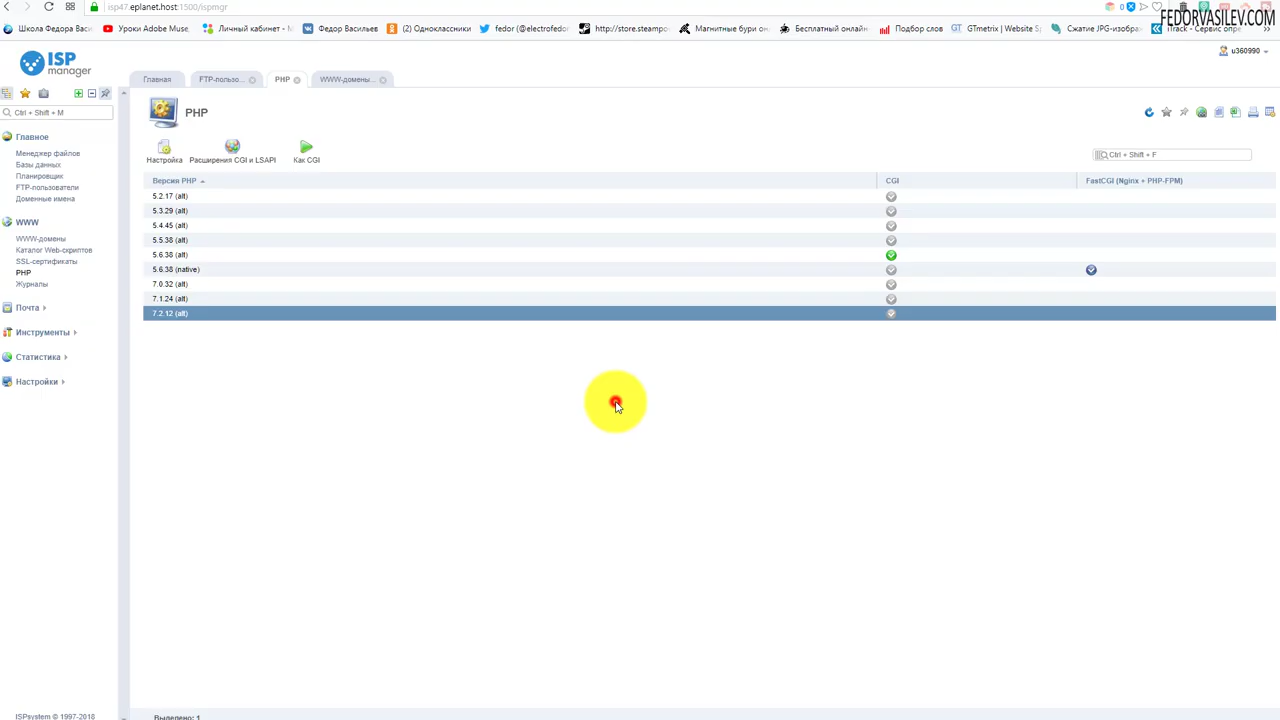 isp47.eplanet.host:1500/ispmgr
0
FEDORVASILEV.COM
Школа Федора Васи
Уроки Adobe Muse
Личный кабинет -
Федор Васильев
(2) Одноклассники
fedor (@electrofedor
http://store.steampo
Магнитные бури он
Бесплатный онлайн
Подбор слов
GTmetrix | Website S
Сжатие JPG-изобра
iTrack - Сервис опре
ISP
manager
u360990
Главная
FTP-пользо...
PHP
WWW-домены...
Ctrl + Shift + M
PHP
Настройка
Расширения CGI и LSAPI
Как CGI
Ctrl + Shift + F
Главное
Менеджер файлов
Базы данных
Планировщик
FTP-пользователи
Доменные имена
WWW
WWW-домены
Каталог Web-скриптов
SSL-сертификаты
PHP
Журналы
Почта
Инструменты
Статистика
Настройки
Версия PHP
CGI
FastCGI (Nginx + PHP-FPM)
5.2.17 (alt)
5.3.29 (alt)
5.4.45 (alt)
5.5.38 (alt)
5.6.38 (alt)
5.6.38 (native)
7.0.32 (alt)
7.1.24 (alt)
7.2.12 (alt)
ISPsystem © 1997-2018
Выделено: 1